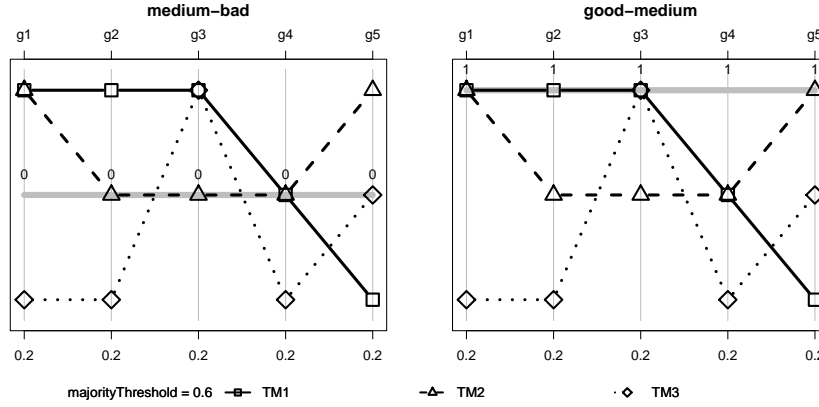 medium−bad
g1 g2 g3 g4 g5
0 0 0 0 0
0.2 0.2 0.2 0.2 0.2
good−medium
g1 g2 g3 g4 g5
1 1 1 1 1
0.2 0.2 0.2 0.2 0.2
majorityThreshold = 0.6 TM1 TM2 TM3